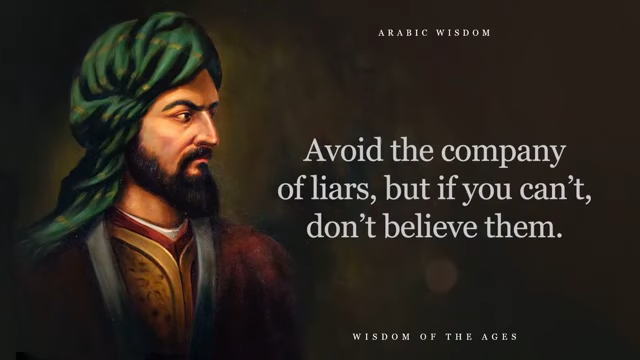 ARABIC WISDOM
Avoid the company
of liars, but if you can’t,
don’t believe them.
WISDOM OF THE AGES